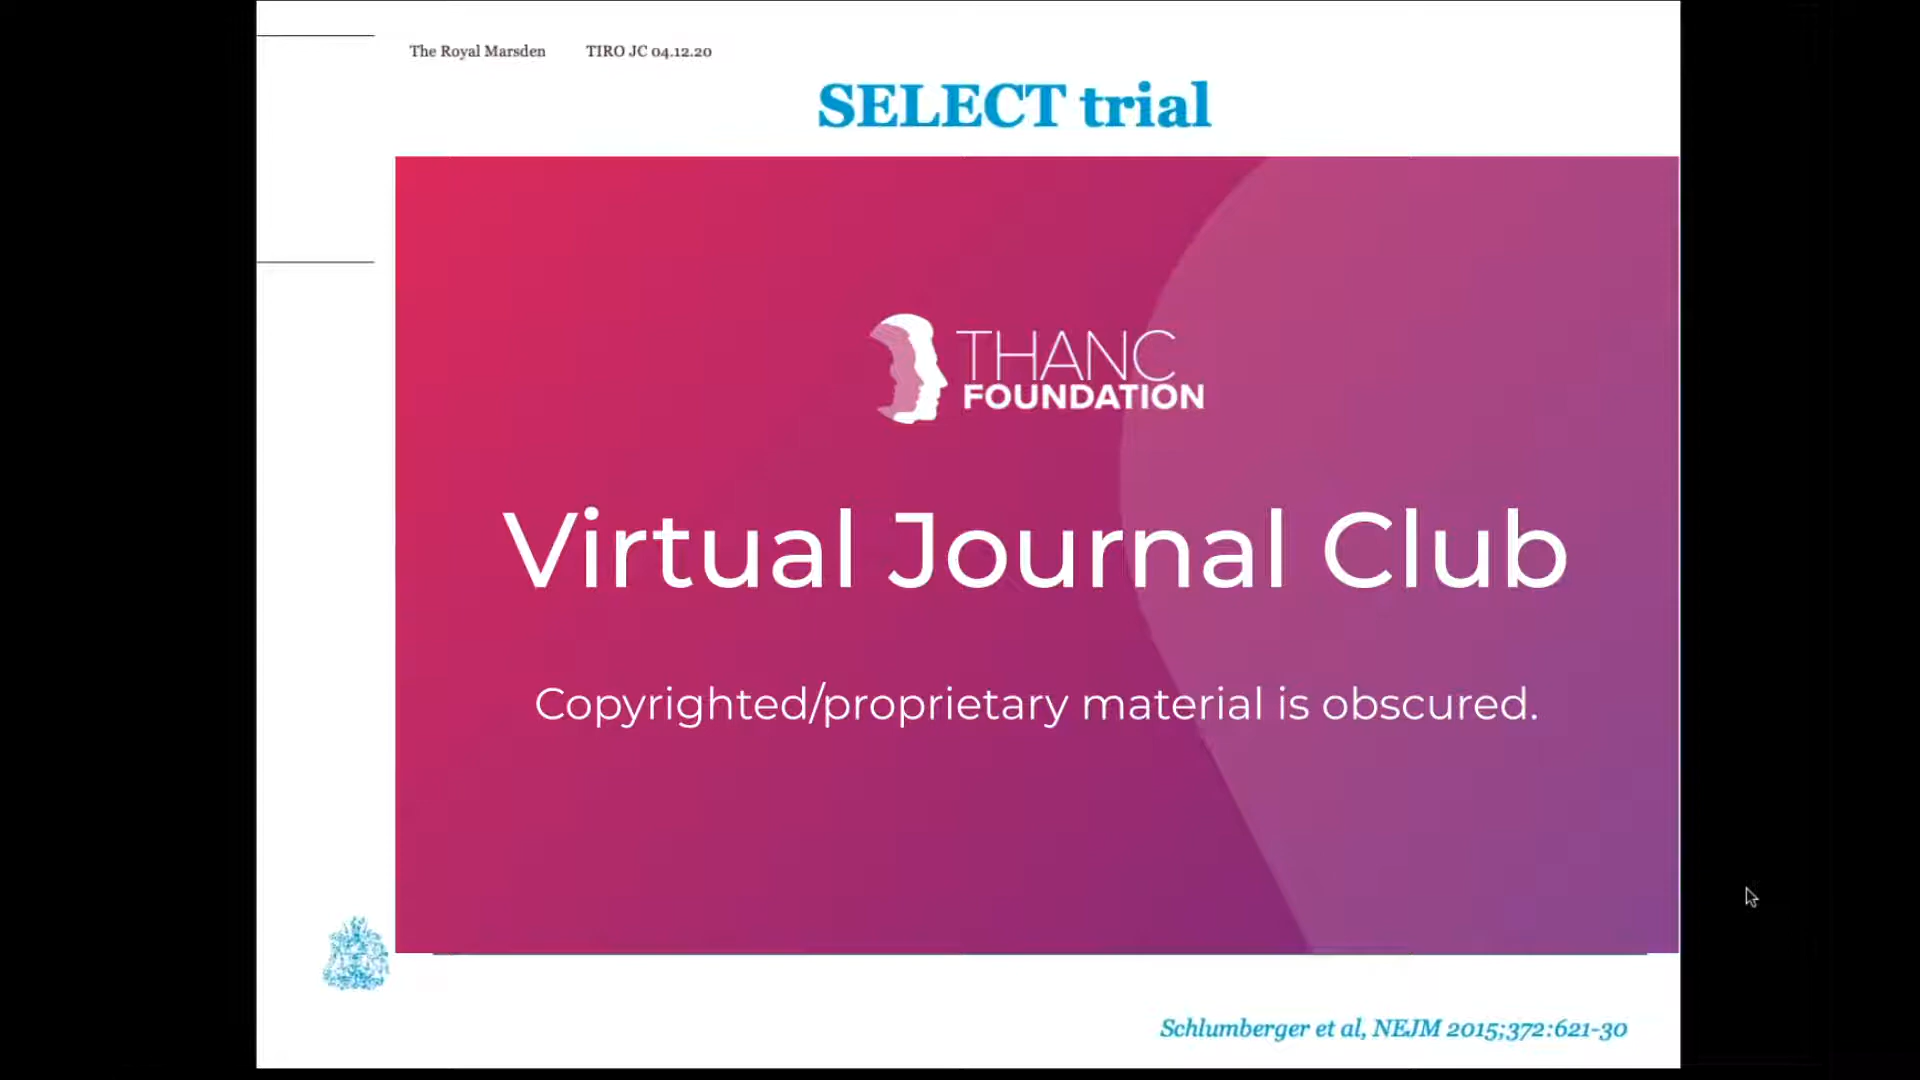 The Royal Marsden TIRO JC 04.12.20
SELECT trial
THANC
FOUNDATION
Virtual Journal Club
Copyrighted/proprietary material is obscured.
Schlumberger et al, NEJM 2015;372:621-30